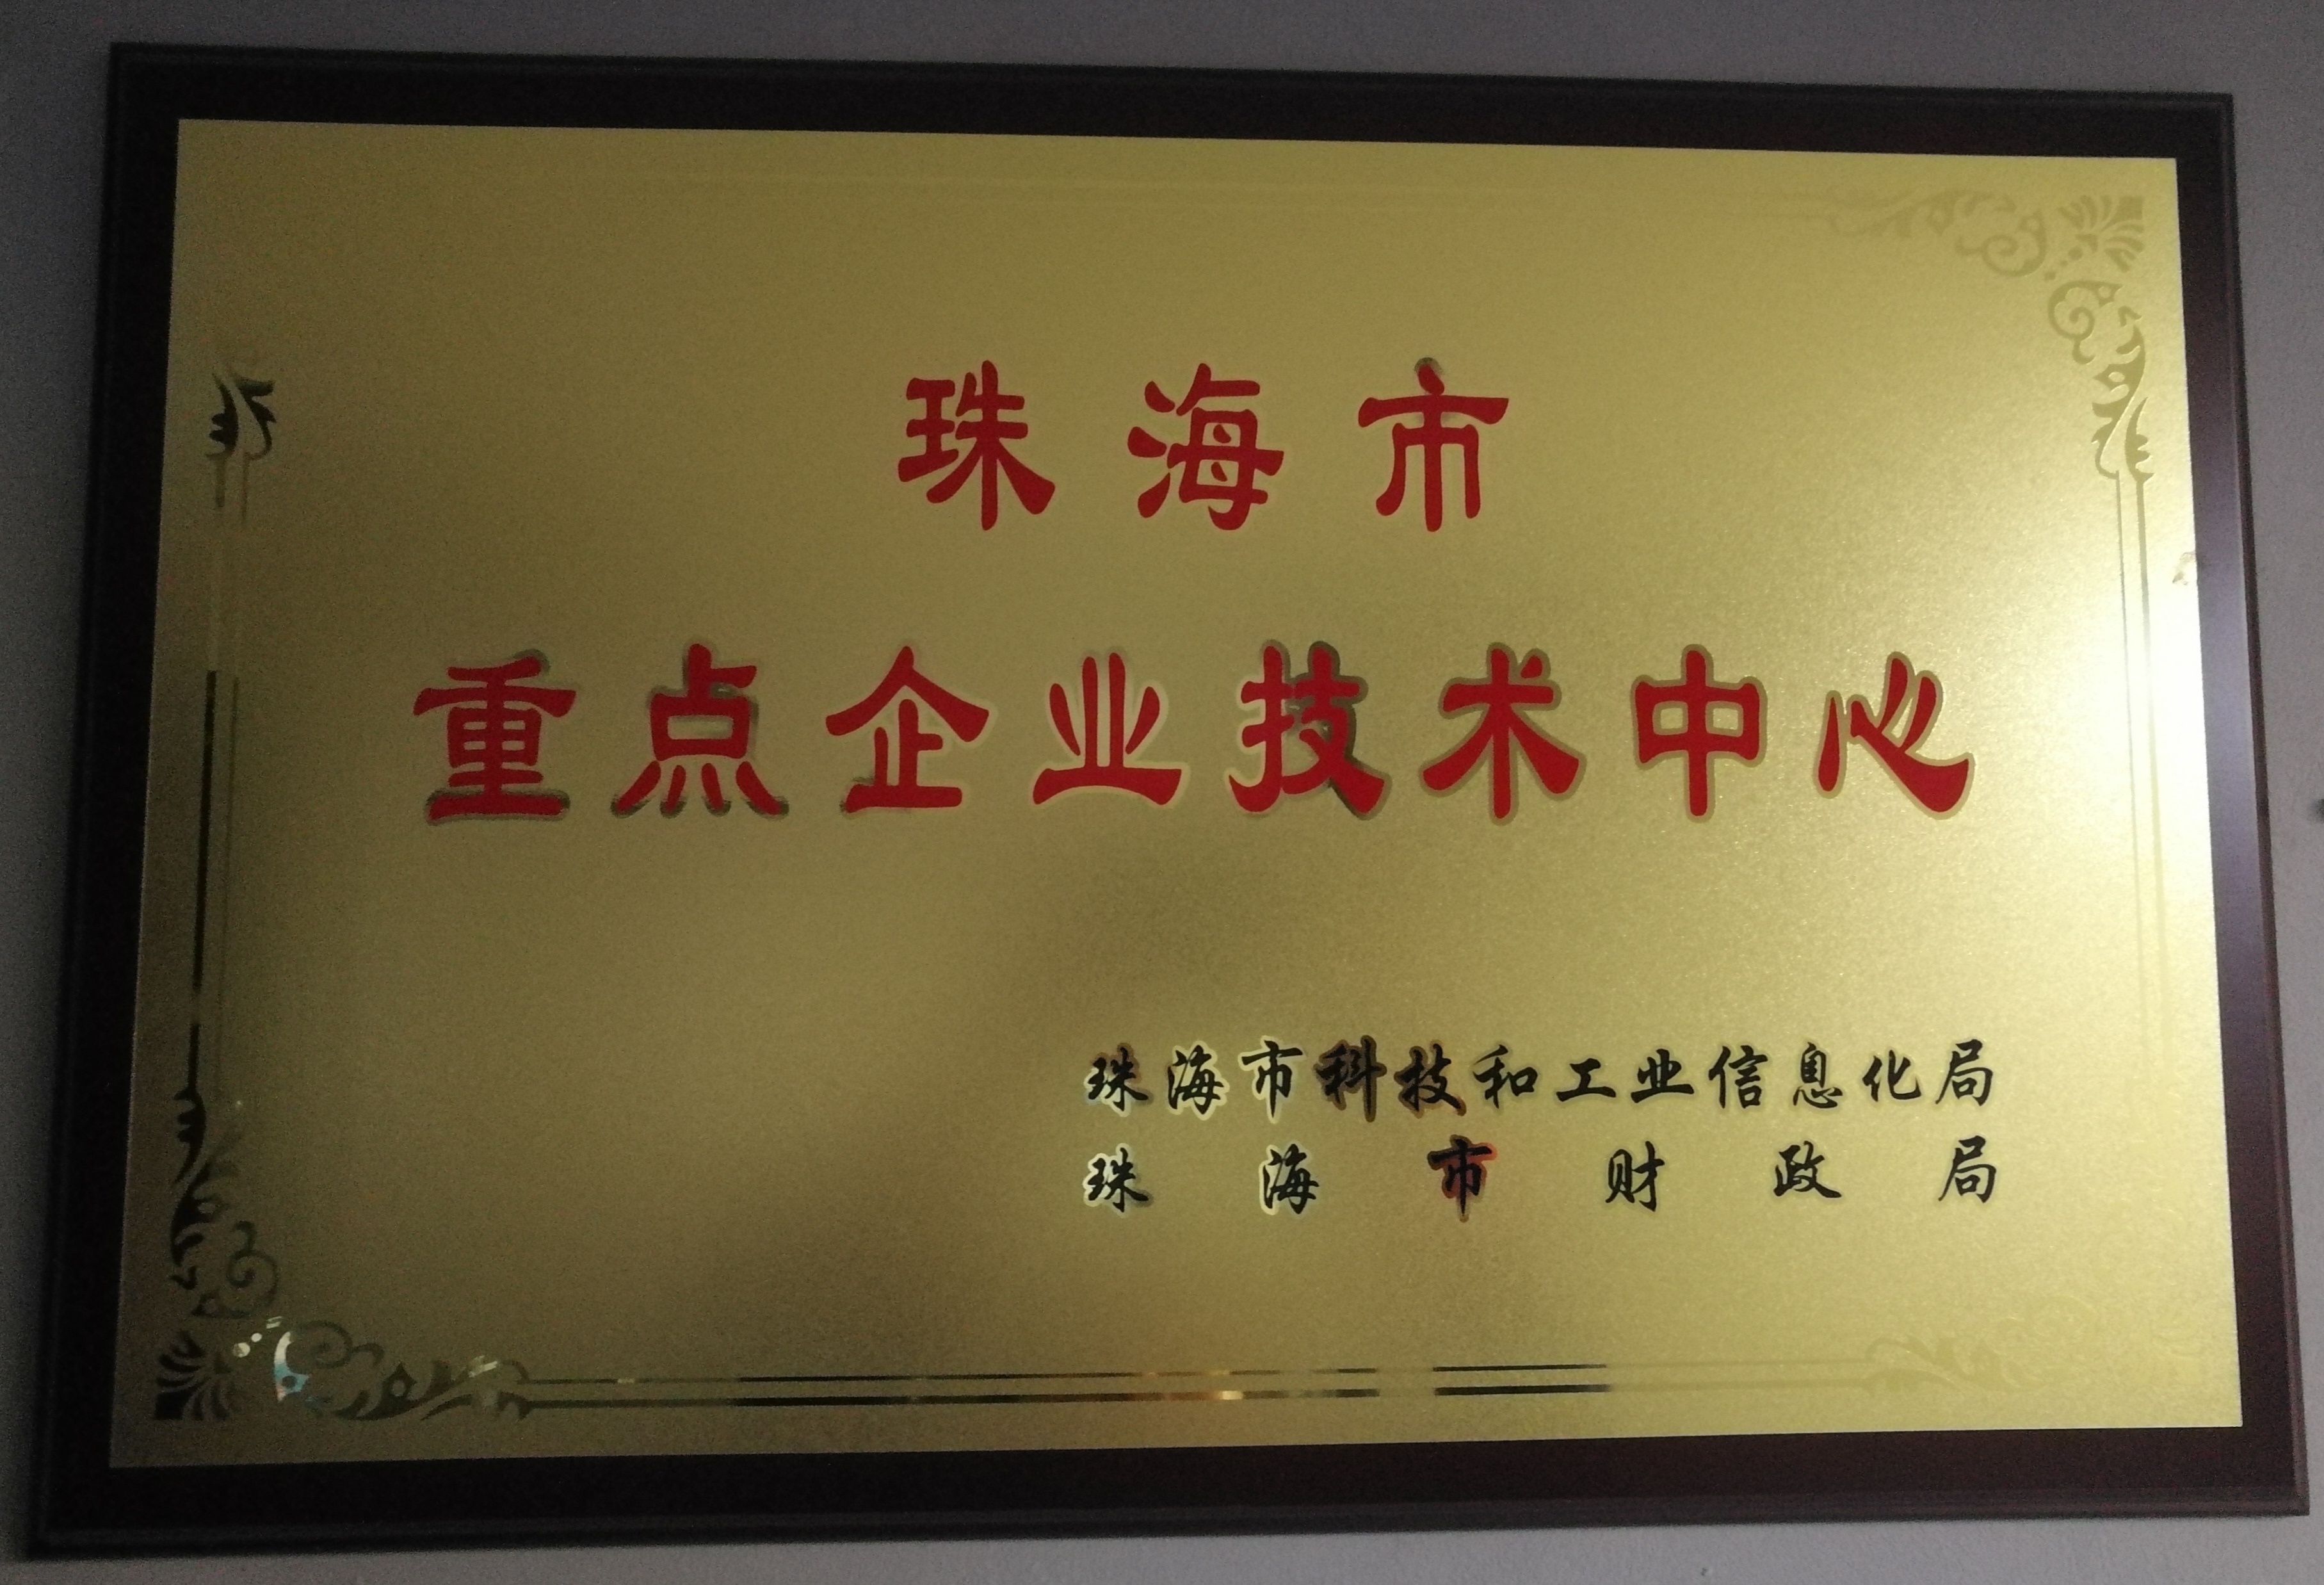 珠海市
重点企业技术中心
珠海市科技和工业信息化局
珠海市财政局